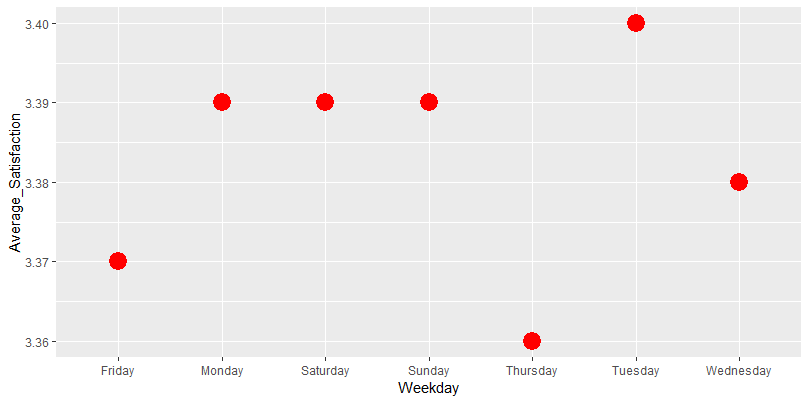 3.40
3.39
3.38
3.37
3.36
Average_Satisfaction
Friday
Monday
Saturday
Sunday
Thursday
Tuesday
Wednesday
Weekday